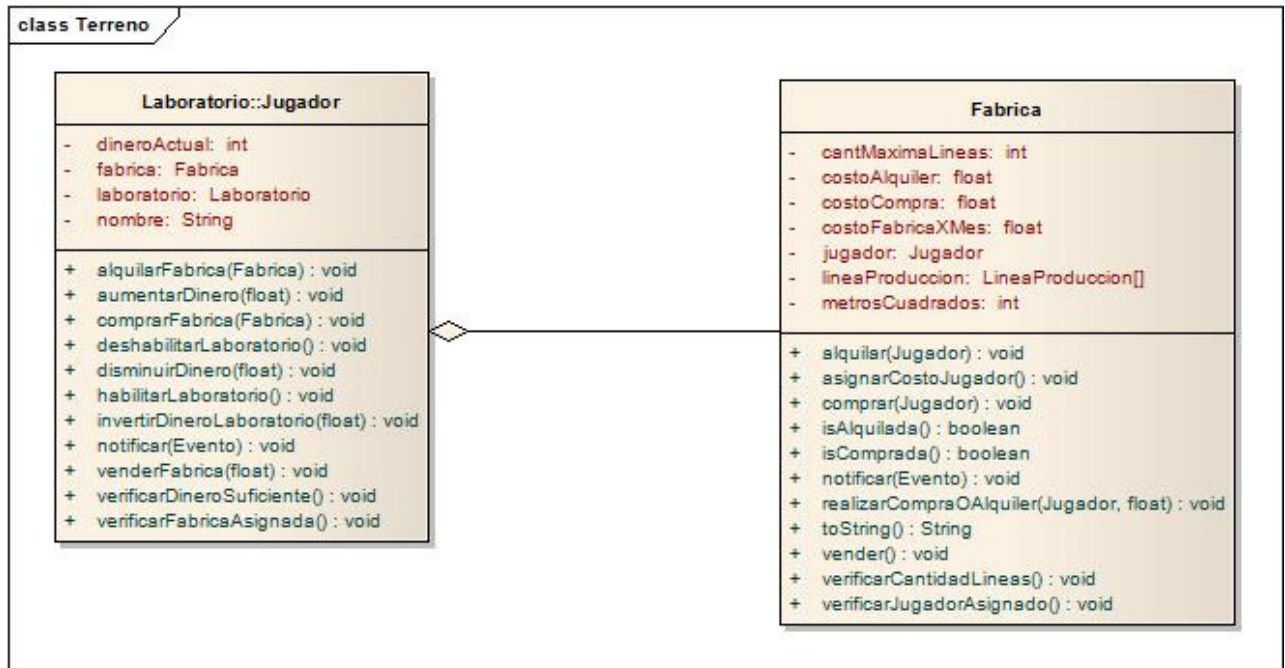 class Terreno
Laboratorio::Jugador
- dineroActual: int
- fabrica: Fabrica
- laboratorio: Laboratorio
- nombre: String
+ alquilarFabrica(Fabrica) : void
+ aumentarDinero(float) : void
+ comprarFabrica(Fabrica) : void
+ deshabilitarLaboratorio() : void
+ disminuirDinero(float) : void
+ habilitarLaboratorio() : void
+ invertirDineroLaboratorio(float) : void
+ notificar(Evento) : void
+ venderFabrica(float) : void
+ verificarDineroSuficiente() : void
+ verificarFabricaAsignada() : void
Fabrica
- cantMaximaLineas: int
- costoAlquiler: float
- costoCompra: float
- costoFabricaXMes: float
- jugador: Jugador
- lineaProduccion: LineaProduccion[]
- metrosCuadrados: int
+ alquilar(Jugador) : void
+ asignarCostoJugador() : void
+ comprar(Jugador) : void
+ isAlquilada() : boolean
+ isComprada() : boolean
+ notificar(Evento) : void
+ realizarCompraOAlquiler(Jugador, float) : void
+ toString() : String
+ vender() : void
+ verificarCantidadLineas() : void
+ verificarJugadorAsignado() : void